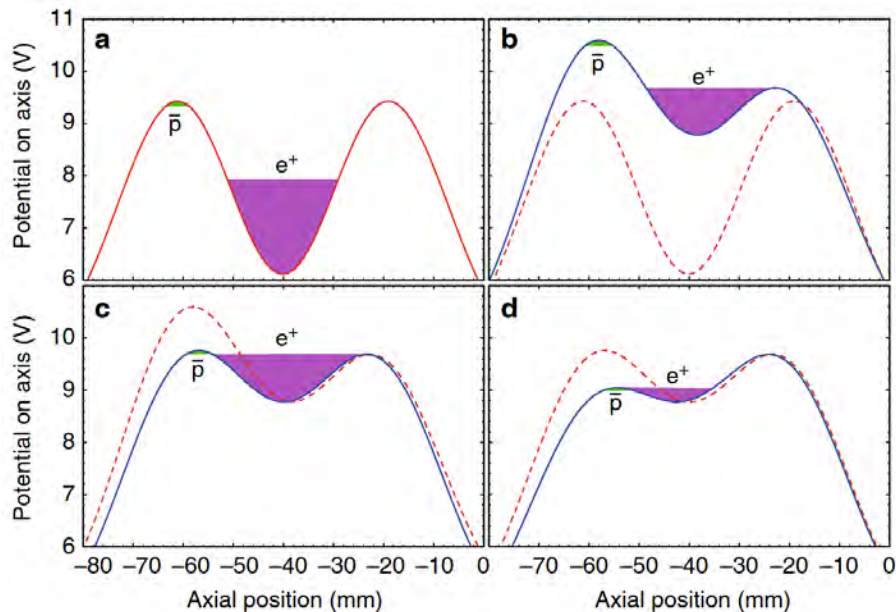 a
b
Potential on axis (V)
11
10
9
8
7
6
p̅
e⁺
p̅
e⁺
c
d
Potential on axis (V)
10
9
8
7
6
p̅
e⁺
p̅
e⁺
−80 −70 −60 −50 −40 −30 −20 −10 0
−70 −60 −50 −40 −30 −20 −10 0
Axial position (mm)
Axial position (mm)